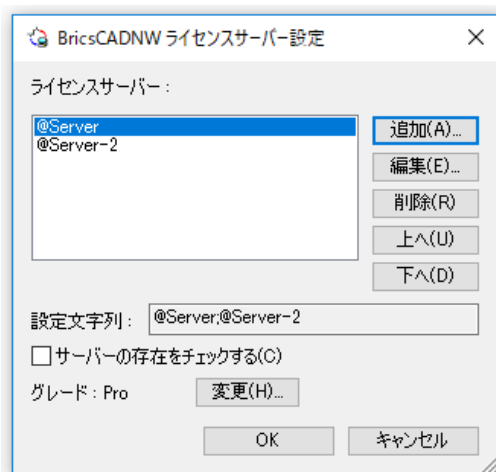 BricsCADNW ライセンスサーバー設定
ライセンスサーバー：
@Server
@Server-2
追加(A)...
編集(E)...
削除(R)
上へ(U)
下へ(D)
設定文字列： @Server;@Server-2
サーバーの存在をチェックする(C)
グレード：Pro 変更(H)...
OK キャンセル